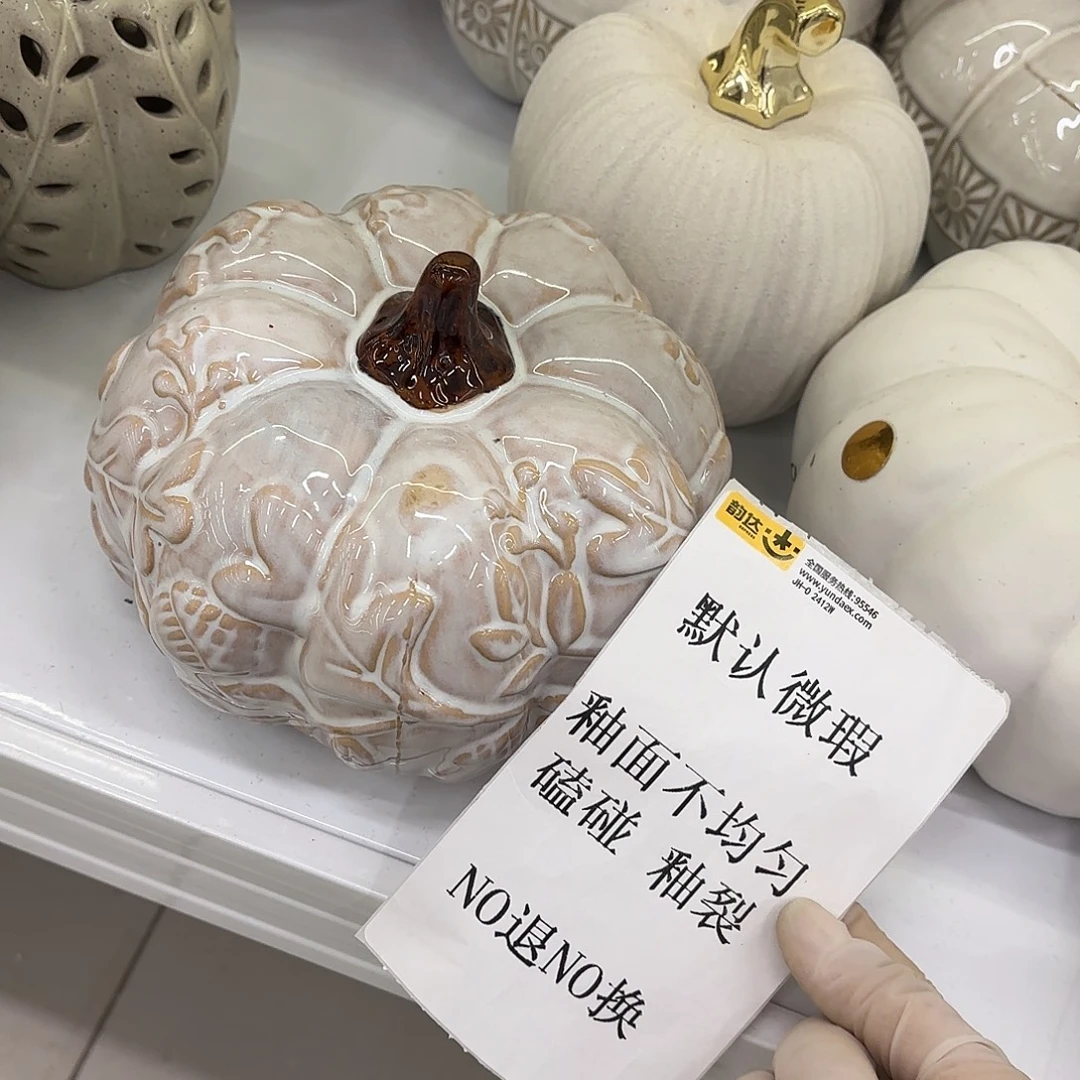 韵达
全国服务热线:95546
www.yundaex.com
JH-0 2412W
默认微瑕
釉面不均匀
磕碰 釉裂
NO退NO换